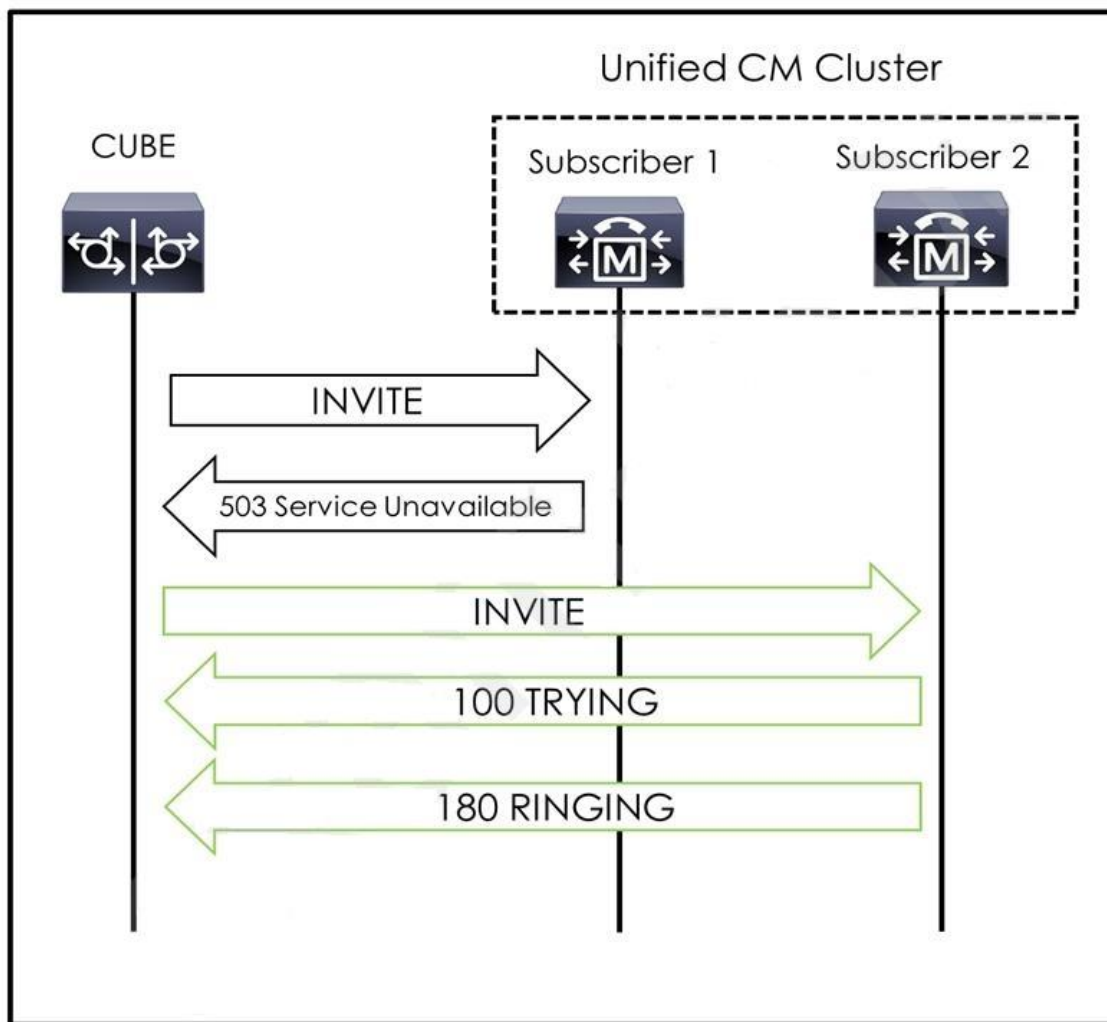 Unified CM Cluster
CUBE
Subscriber 1
Subscriber 2
M
M
INVITE
503 Service Unavailable
INVITE
100 TRYING
180 RINGING